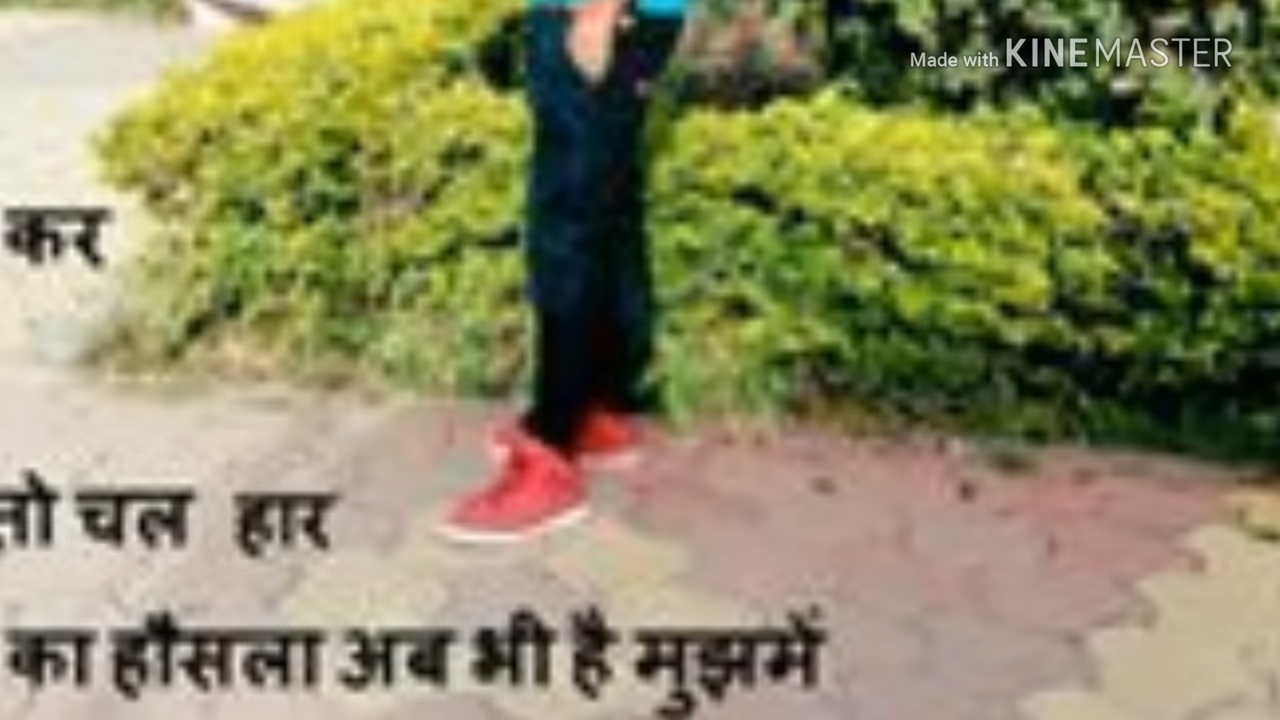 Made with KINEMASTER
कर
तो चल हार
का हौसला अब भी है मुझमें